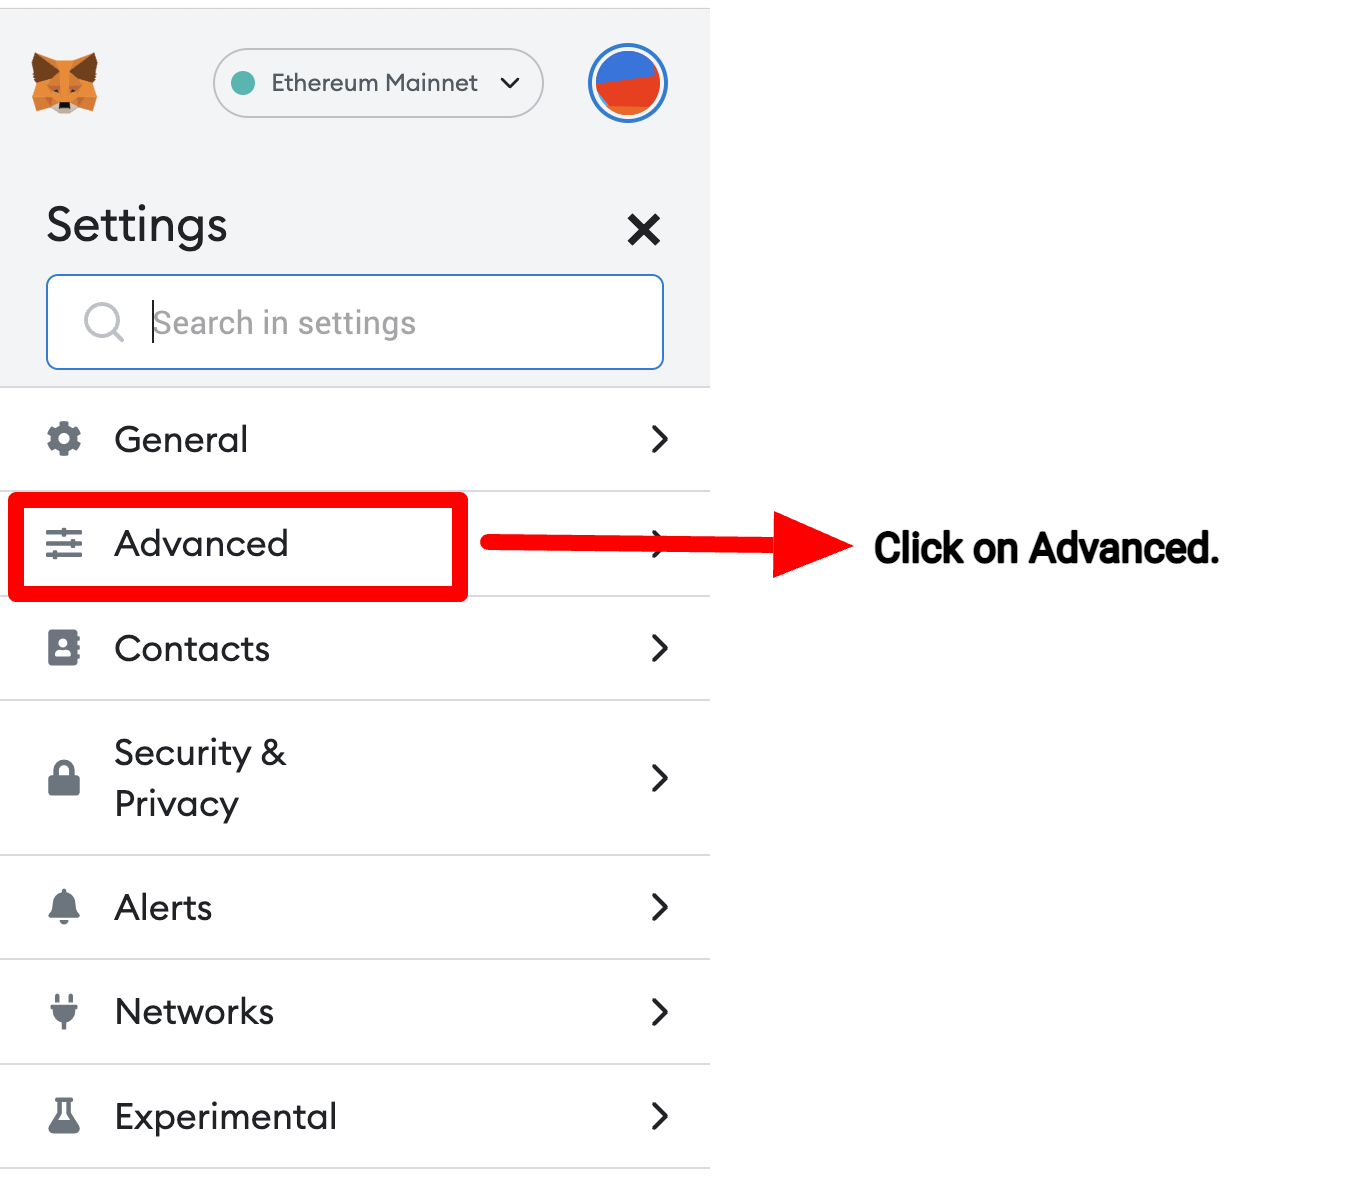 Ethereum Mainnet
Settings
Search in settings
General
Advanced
Click on Advanced.
Contacts
Security &
Privacy
Alerts
Networks
Experimental